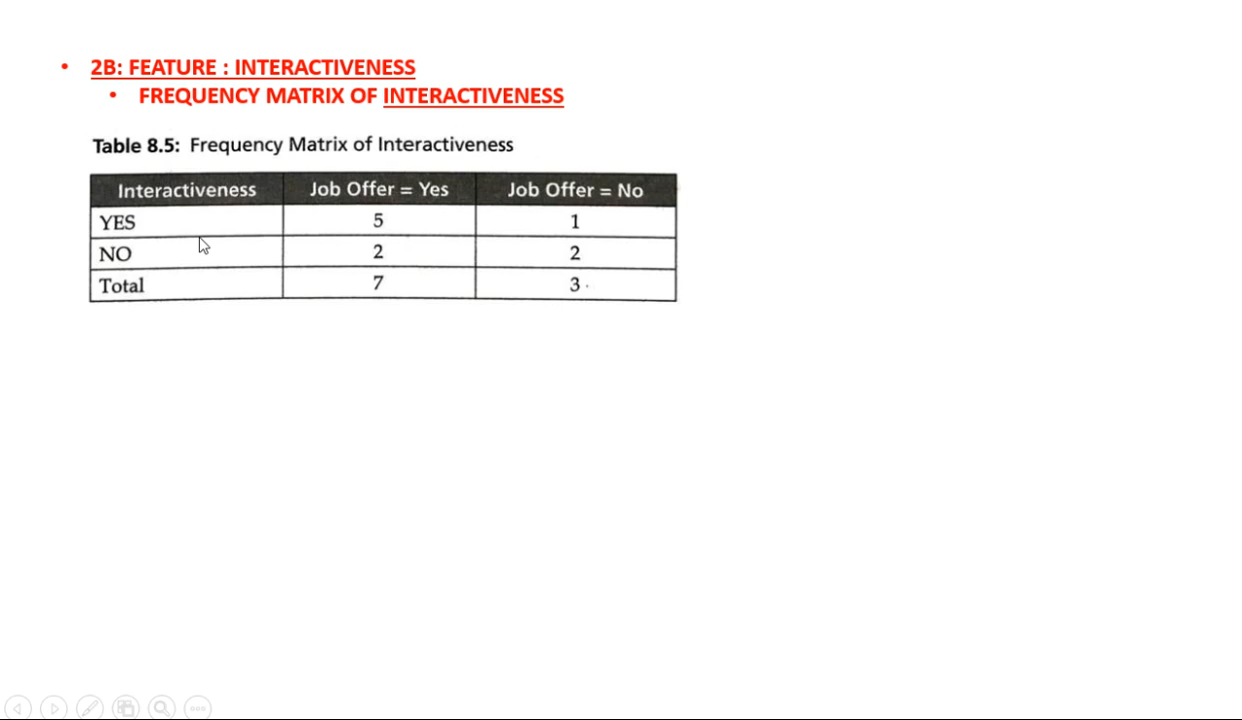 • 2B: FEATURE : INTERACTIVENESS
• FREQUENCY MATRIX OF INTERACTIVENESS
Table 8.5: Frequency Matrix of Interactiveness
Interactiveness Job Offer = Yes Job Offer = No
YES 5 1
NO 2 2
Total 7 3